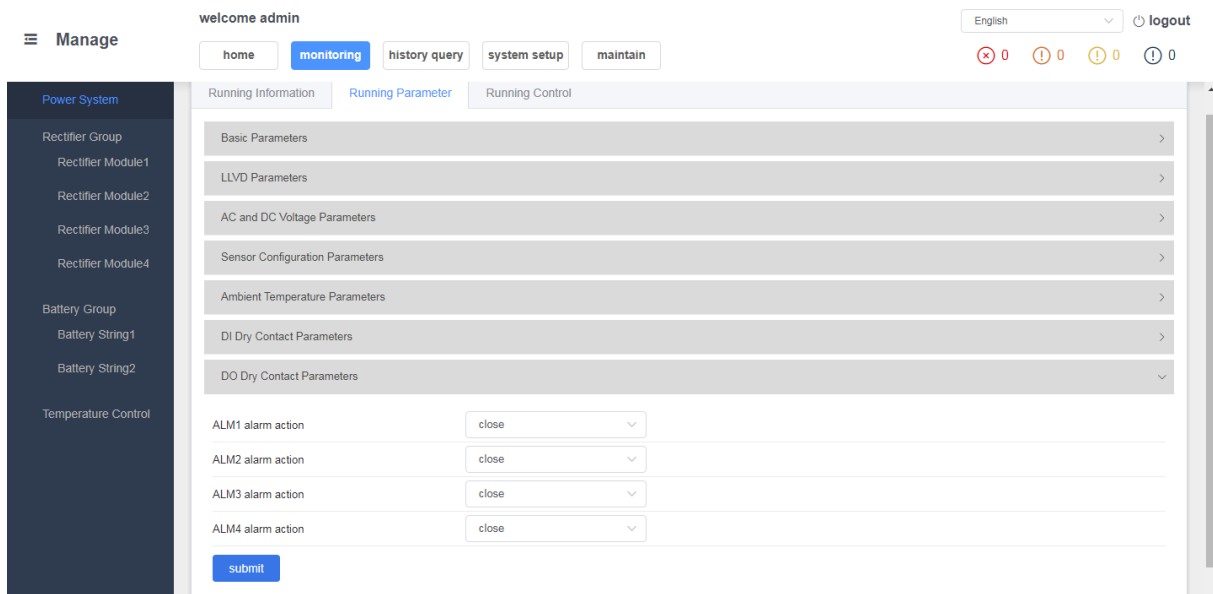 welcome admin
English
logout
Manage
home
monitoring
history query
system setup
maintain
0
0
0
0
Power System
Rectifier Group
Rectifier Module1
Rectifier Module2
Rectifier Module3
Rectifier Module4
Battery Group
Battery String1
Battery String2
Temperature Control
Running Information
Running Parameter
Running Control
Basic Parameters
LLVD Parameters
AC and DC Voltage Parameters
Sensor Configuration Parameters
Ambient Temperature Parameters
DI Dry Contact Parameters
DO Dry Contact Parameters
ALM1 alarm action close
ALM2 alarm action close
ALM3 alarm action close
ALM4 alarm action close
submit